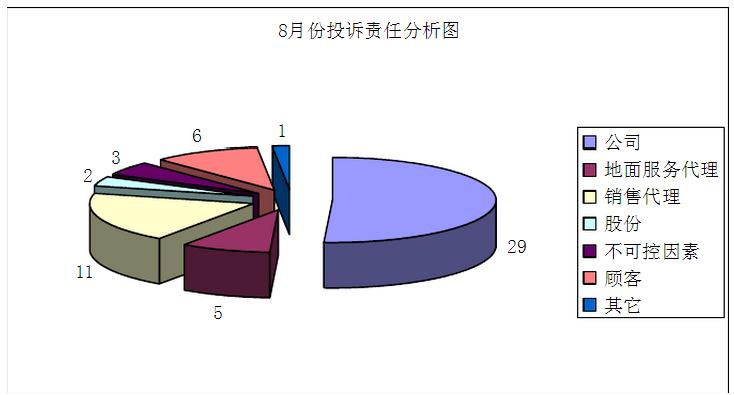 8月份投诉责任分析图
1
6
3
2
11
5
29
公司
地面服务代理
销售代理
股份
不可控因素
顾客
其它